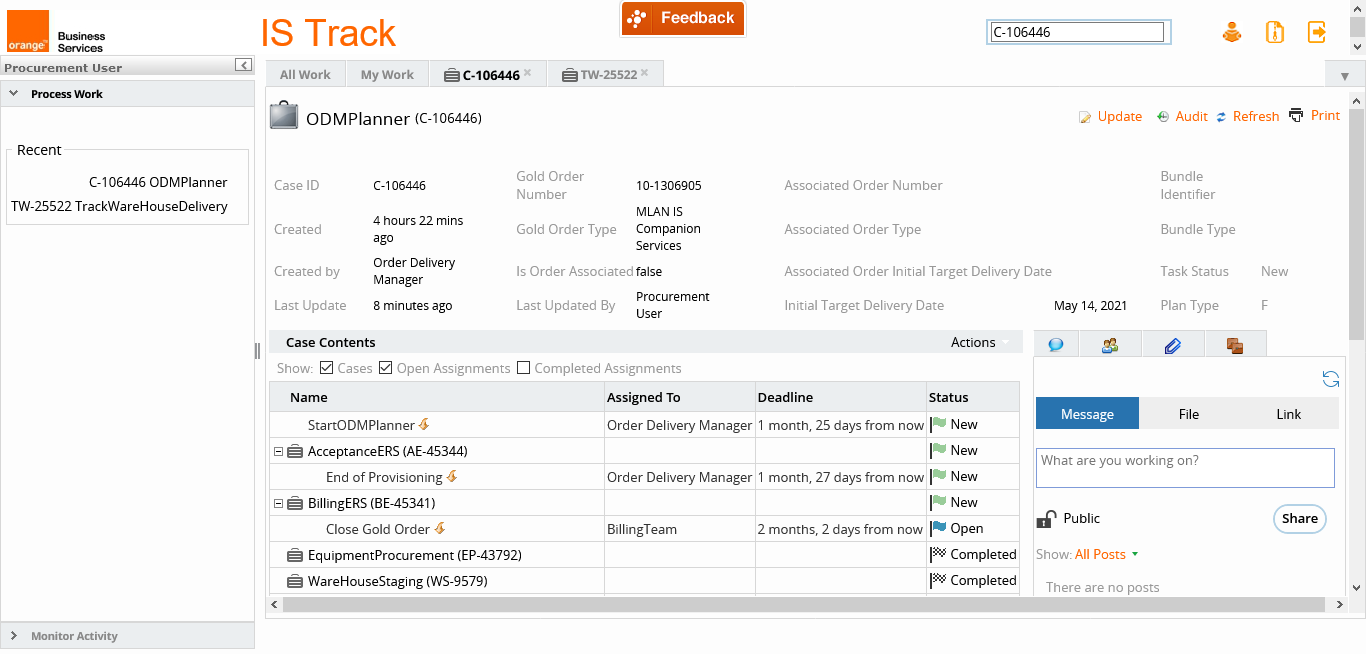 orange™
Business
Services
IS Track
Feedback
C-106446
Procurement User
Process Work
Recent
C-106446 ODMPlanner
TW-25522 TrackWareHouseDelivery
Monitor Activity
All Work
My Work
C-106446
TW-25522
ODMPlanner (C-106446)
Update
Audit
Refresh
Print
Case ID
C-106446
Gold Order
Number
10-1306905
Associated Order Number
Bundle
Identifier
Created
4 hours 22 mins
ago
Gold Order Type
MLAN IS
Companion
Services
Associated Order Type
Bundle Type
Created by
Order Delivery
Manager
Is Order Associated
false
Associated Order Initial Target Delivery Date
Task Status
New
Last Update
8 minutes ago
Last Updated By
Procurement
User
Initial Target Delivery Date
May 14, 2021
Plan Type
F
Case Contents
Actions
Show: Cases Open Assignments Completed Assignments
Name Assigned To Deadline Status
StartODMPlanner Order Delivery Manager 1 month, 25 days from now New
AcceptanceERS (AE-45344) New
End of Provisioning Order Delivery Manager 1 month, 27 days from now New
BillingERS (BE-45341) New
Close Gold Order BillingTeam 2 months, 2 days from now Open
EquipmentProcurement (EP-43792) Completed
WareHouseStaging (WS-9579) Completed
Message
File
Link
What are you working on?
Public
Share
Show: All Posts
There are no posts